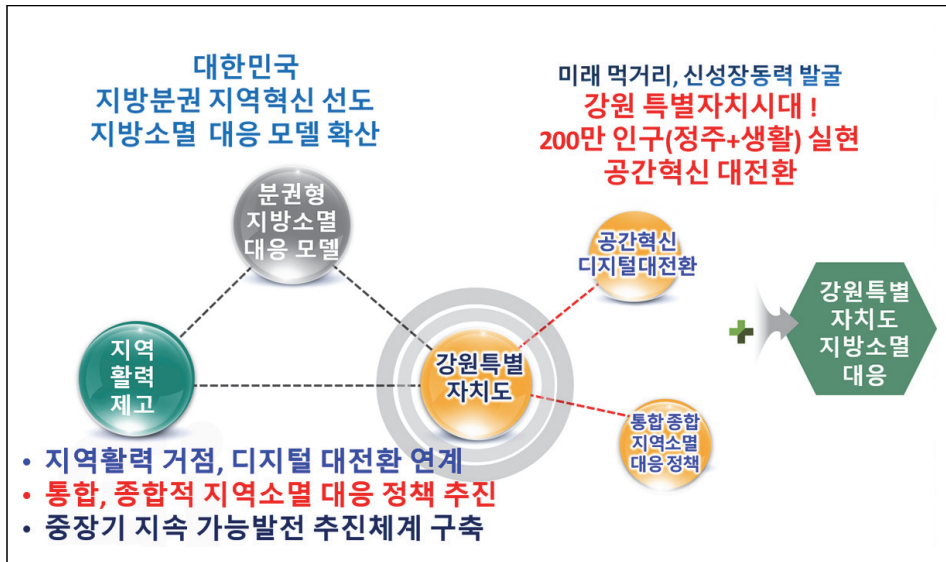 대한민국
지방분권 지역혁신 선도
지방소멸 대응 모델 확산
미래 먹거리, 신성장동력 발굴
강원 특별자치시대 !
200만 인구(정주+생활) 실현
공간혁신 대전환
분권형
지방소멸
대응 모델
공간혁신
디지털대전환
지역
활력
제고
강원특별
자치도
통합 종합
지역소멸
대응 정책
강원특별
자치도
지방소멸
대응
• 지역활력 거점, 디지털 대전환 연계
• 통합, 종합적 지역소멸 대응 정책 추진
• 중장기 지속 가능발전 추진체계 구축